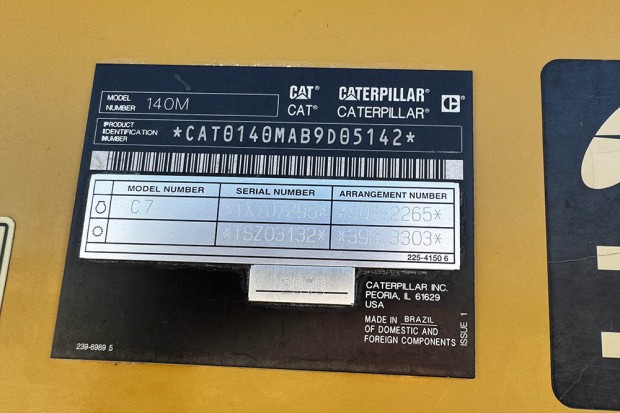 MODEL NUMBER 140M
CAT® CATERPILLAR®
CAT® CATERPILLAR®
PRODUCT IDENTIFICATION NUMBER *CAT0140MAB9D05142*
MODEL NUMBER SERIAL NUMBER ARRANGEMENT NUMBER
C7
*TSZ03132*
225-4150 6
CATERPILLAR INC.
PEORIA, IL 61629
USA
MADE IN BRAZIL
OF DOMESTIC AND
FOREIGN COMPONENTS
ISSUE 1
239-6989 5